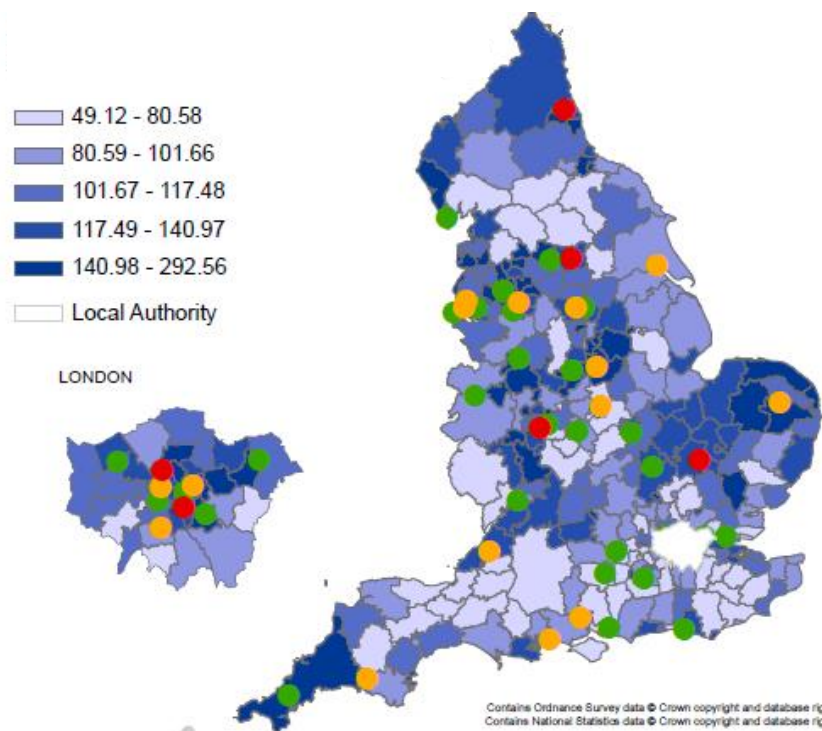 49.12 - 80.58
80.59 - 101.66
101.67 - 117.48
117.49 - 140.97
140.98 - 292.56
Local Authority
LONDON
Contains Ordnance Survey data © Crown copyright and database rig
Contains National Statistics data © Crown copyright and database rig